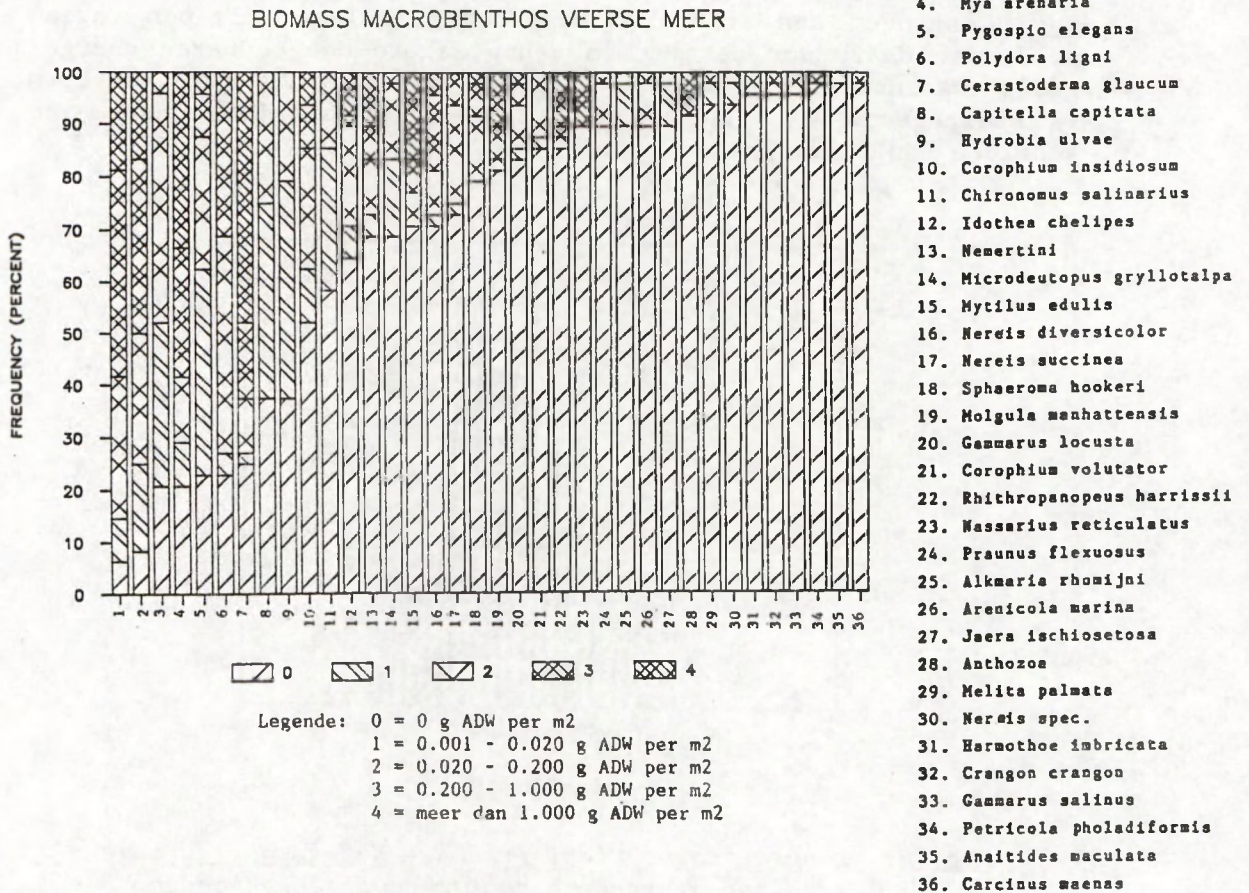 BIOMASS MACROBENTHOS VEERSE MEER
FREQUENCY (PERCENT)
100
90
80
70
60
50
40
30
20
10
0
1
2
3
4
5
6
7
8
9
10
11
12
13
14
15
16
17
18
19
20
21
22
23
24
25
26
27
28
29
30
31
32
33
34
35
36
0
1
2
3
4
Legende: 0 = 0 g ADW per m2
1 = 0.001 - 0.020 g ADW per m2
2 = 0.020 - 0.200 g ADW per m2
3 = 0.200 - 1.000 g ADW per m2
4 = meer dan 1.000 g ADW per m2
4. Mya arenaria
5. Pygospio elegans
6. Polydora ligni
7. Cerastoderma glaucum
8. Capitella capitata
9. Hydrobia ulvae
10. Corophium insidiosum
11. Chironomus salinarius
12. Idothea chelipes
13. Nemertini
14. Microdeutopus gryllotalpa
15. Mytilus edulis
16. Nereis diversicolor
17. Nereis succinea
18. Sphaeroma hookeri
19. Molgula manhattensis
20. Gammarus locusta
21. Corophium volutator
22. Rhithropanopeus harrissii
23. Nassarius reticulatus
24. Praunus flexuosus
25. Alkmaria rhomijni
26. Arenicola marina
27. Jaera ischiosetosa
28. Anthozoa
29. Melita palmata
30. Nereis spec.
31. Harmothoe imbricata
32. Crangon crangon
33. Gammarus salinus
34. Petricola pholadiformis
35. Anaitides maculata
36. Carcinus maenas